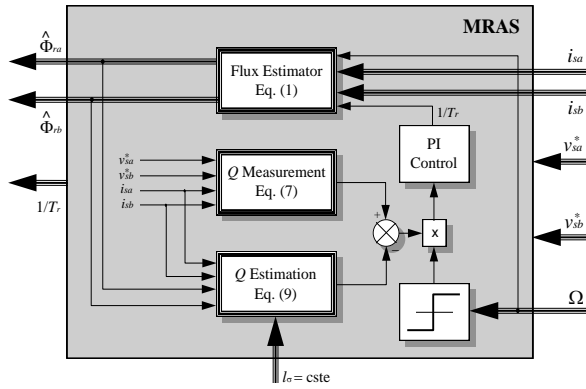 MRAS
Φ̂ra
Φ̂rb
1/Tr
Flux Estimator
Eq. (1)
isa
isb
v*sa
v*sb
Ω
1/Tr
PI
Control
v*sa
v*sb
isa
isb
Q Measurement
Eq. (7)
+
−
x
Q Estimation
Eq. (9)
lσ = cste